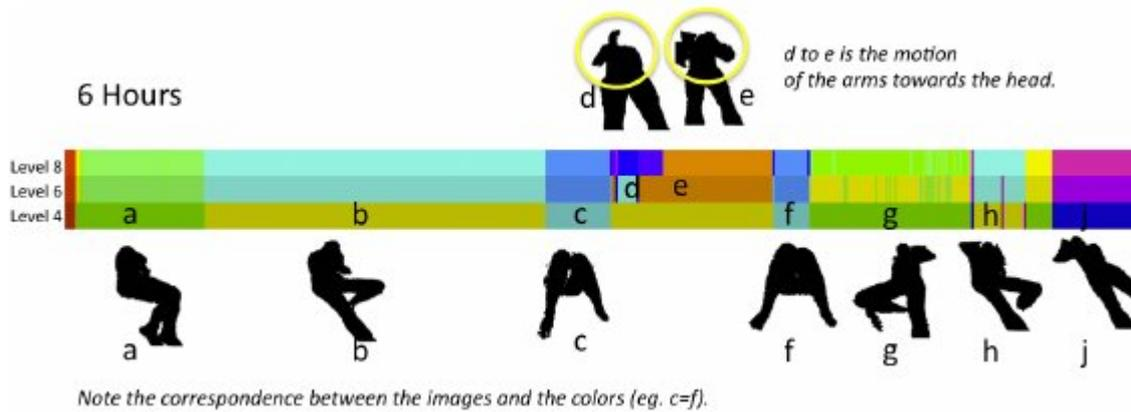 d to e is the motion
of the arms towards the head.
6 Hours
d e
Level 8
Level 6 d e
Level 4 a b c f g h j
a b c f g h j
Note the correspondence between the images and the colors (eg. c=f).